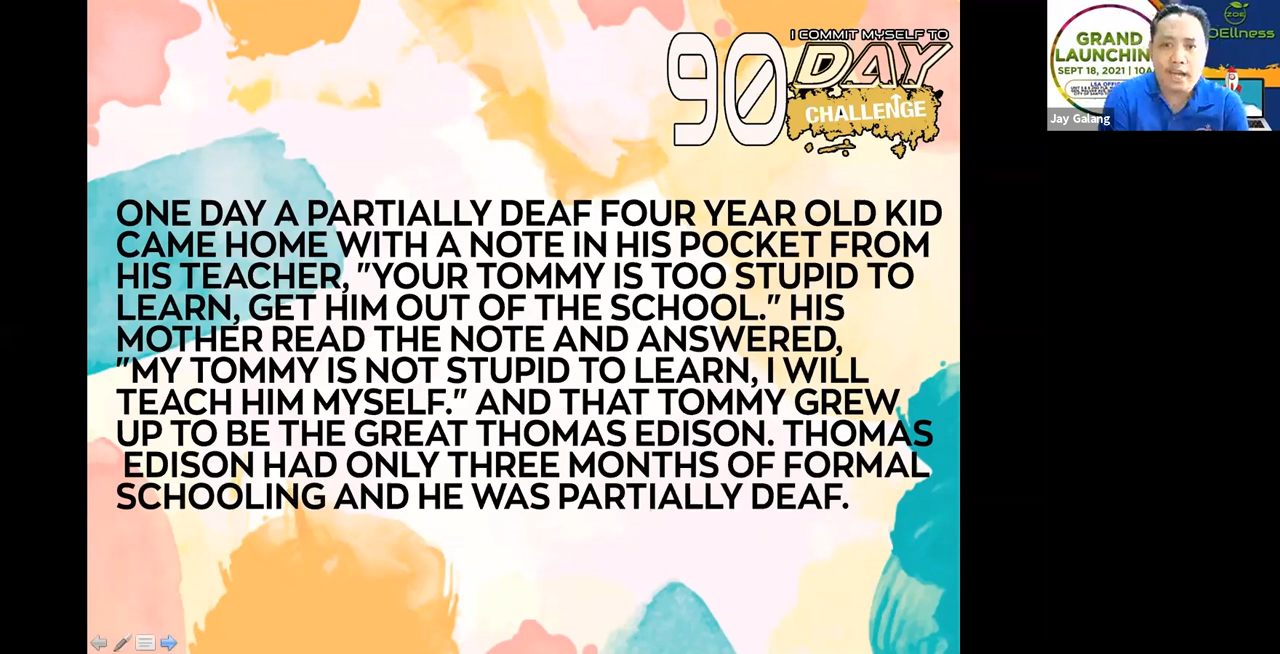 I COMMIT MYSELF TO
90 DAY
CHALLENGE
ONE DAY A PARTIALLY DEAF FOUR YEAR OLD KID
CAME HOME WITH A NOTE IN HIS POCKET FROM
HIS TEACHER, "YOUR TOMMY IS TOO STUPID TO
LEARN, GET HIM OUT OF THE SCHOOL." HIS
MOTHER READ THE NOTE AND ANSWERED,
"MY TOMMY IS NOT STUPID TO LEARN, I WILL
TEACH HIM MYSELF." AND THAT TOMMY GREW
UP TO BE THE GREAT THOMAS EDISON. THOMAS
EDISON HAD ONLY THREE MONTHS OF FORMAL
SCHOOLING AND HE WAS PARTIALLY DEAF.
GRAND
LAUNCHIN
SEPT 18, 2021 | 10A
ZOE
OEllness
Jay Galang